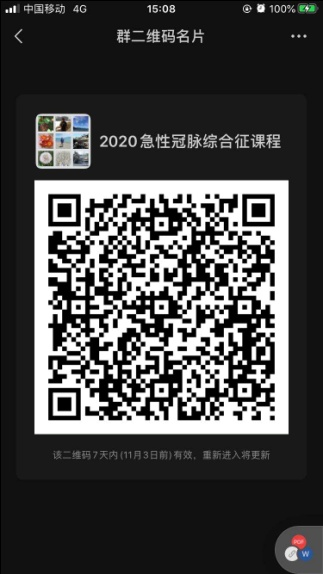 中国移动 4G 15:08 100%
群二维码名片
2020急性冠脉综合征课程
该二维码7天内(11月3日前)有效，重新进入将更新
PDF
W